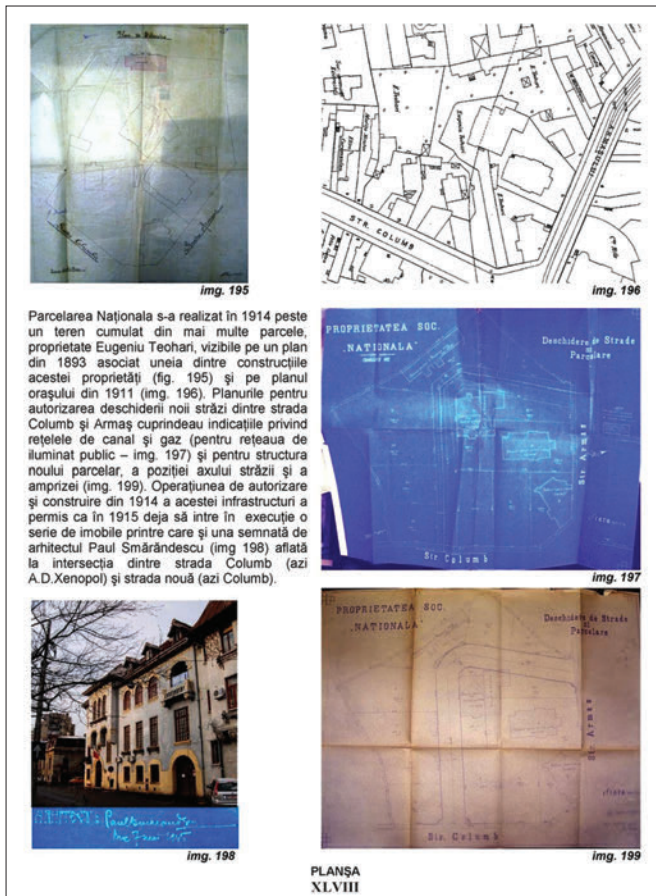 img. 195
STR. COLUMB
img. 196
Parcelarea Naționala s-a realizat în 1914 peste
un teren cumulat din mai multe parcele,
proprietate Eugeniu Teohari, vizibile pe un plan
din 1893 asociat uneia dintre construcțiile
acestei proprietăți (fig. 195) și pe planul
orașului din 1911 (img. 196). Planurile pentru
autorizarea deschiderii noii străzi dintre strada
Columb și Armaș cuprindeau indicațiile privind
rețelele de canal și gaz (pentru rețeaua de
iluminat public – img. 197) și pentru structura
noului parcelar, a poziției axului străzii și a
amprizei (img. 199). Operațiunea de autorizare
și construire din 1914 a acestei infrastructuri a
permis ca în 1915 deja să intre în execuție o
serie de imobile printre care și una semnată de
arhitectul Paul Smărăndescu (img 198) aflată
la intersecția dintre strada Columb (azi
A.D.Xenopol) și strada nouă (azi Columb).
PROPRIETATEA SOC.
„NATIONALA"
Deschidere de Strade
și
Parcelare
Str Armaș
Str Columb
img. 197
img. 198
PROPRIETATEA SOC.
„NATIONALA"
Deschidere de Strade
și
Parcelare
Str Armaș
Str. Columb
img. 199
PLANȘA
XLVIII